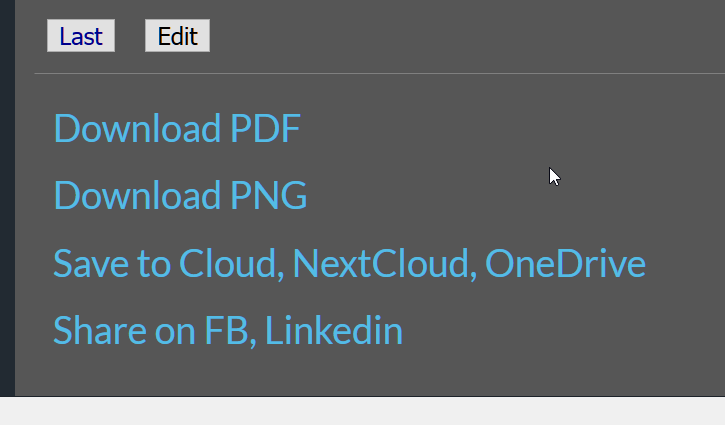 Last Edit
Download PDF
Download PNG
Save to Cloud, NextCloud, OneDrive
Share on FB, Linkedin